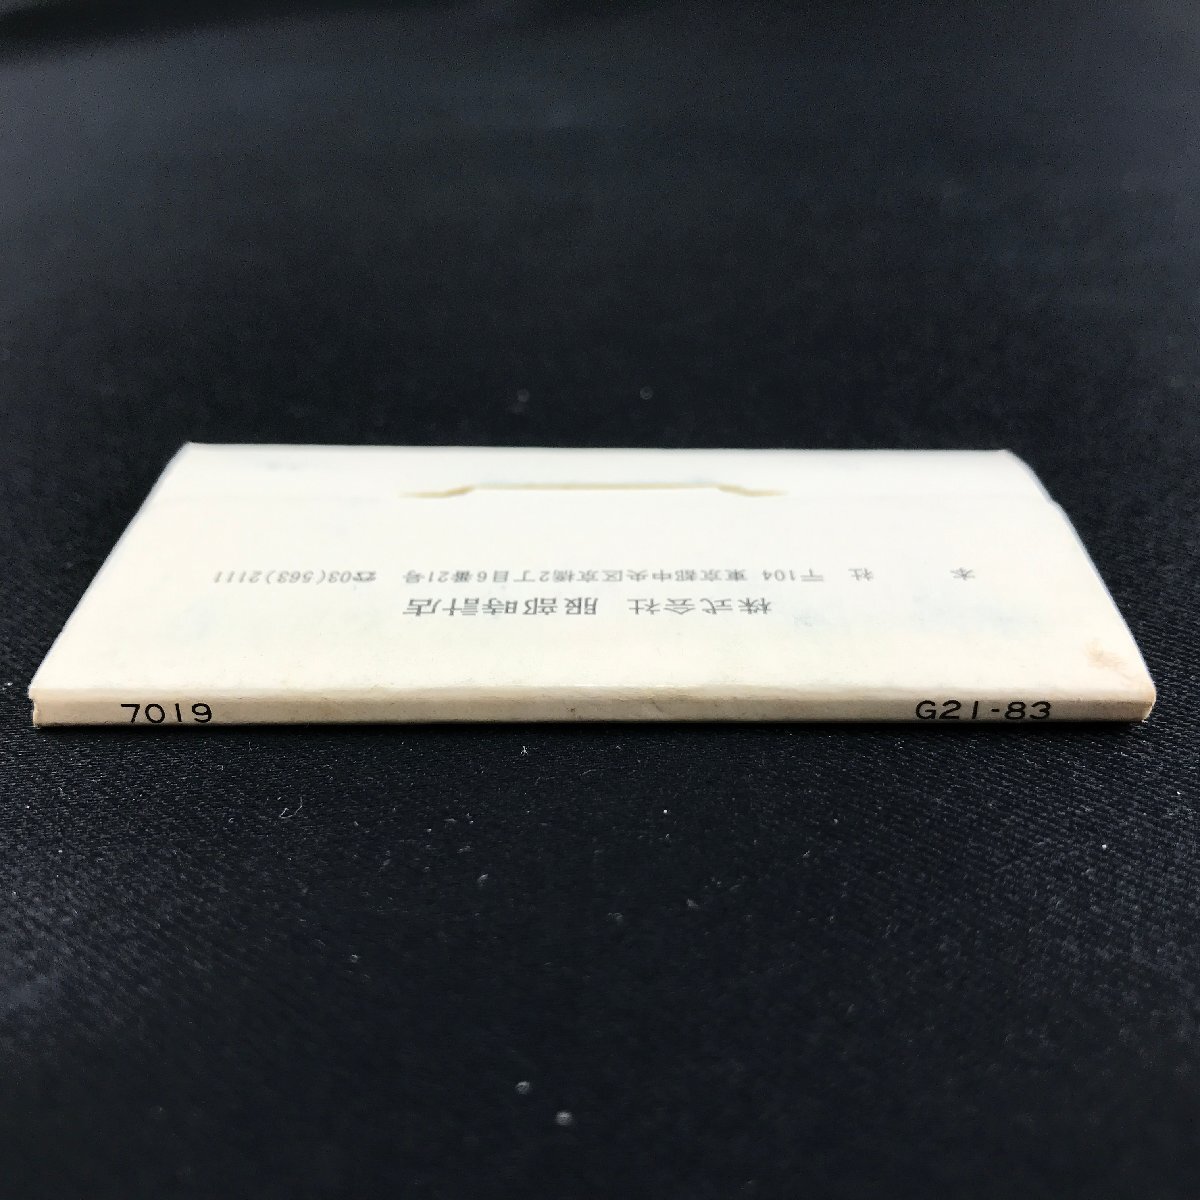 株式会社 服部時計店
本 社 〒104 東京都中央区京橋2丁目6番21号 ☎03(563)2111
7019 G21-83